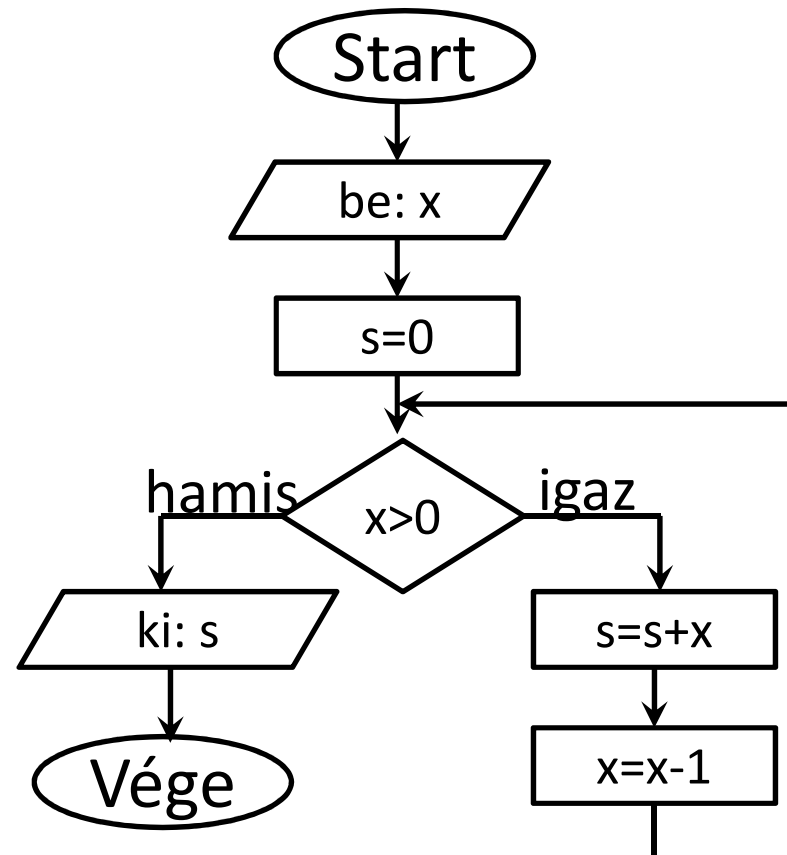 Start
be: x
s=0
x>0
hamis
igaz
ki: s
s=s+x
Vége
x=x-1